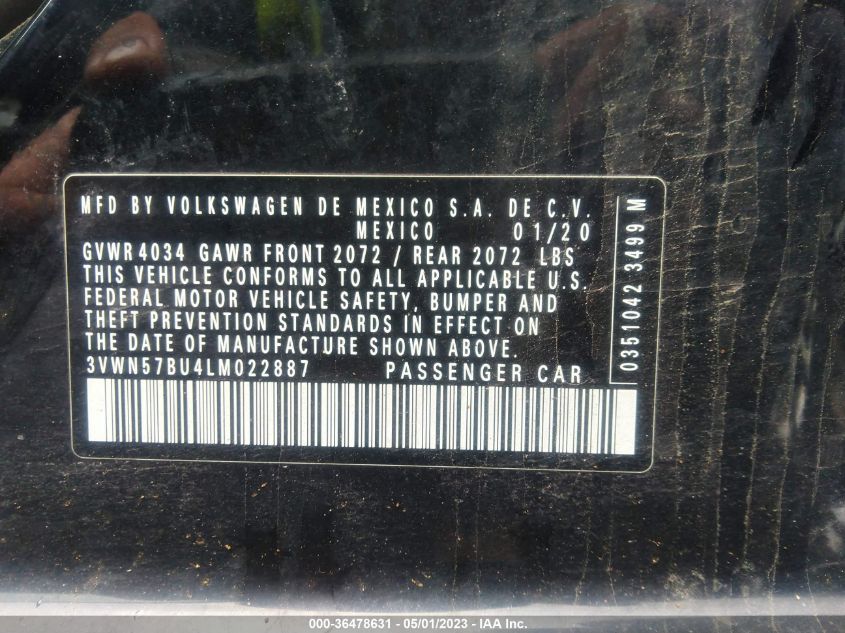 MFD BY VOLKSWAGEN DE MEXICO S.A. DE C.V.
MEXICO 01/20
GVWR 4034 GAWR FRONT 2072 / REAR 2072 LBS
THIS VEHICLE CONFORMS TO ALL APPLICABLE U.S.
FEDERAL MOTOR VEHICLE SAFETY, BUMPER AND
THEFT PREVENTION STANDARDS IN EFFECT ON
THE DATE OF MANUFACTURE SHOWN ABOVE.
3VWN57BU4LM022887 PASSENGER CAR
0351042 3499 M
000-36478631 - 05/01/2023 - IAA, Inc.